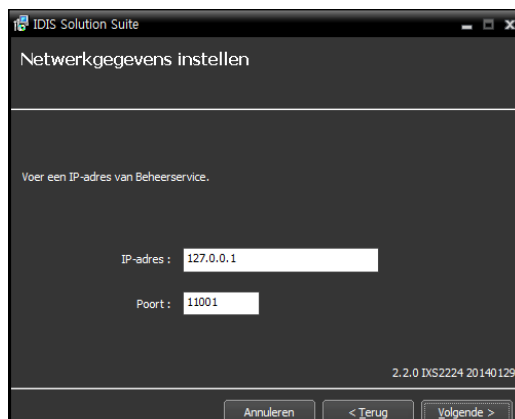 IDIS Solution Suite
Netwerkgegevens instellen
Voer een IP-adres van Beheerservice.
IP-adres : 127.0.0.1
Poort : 11001
2.2.0 IXS2224 20140129
Annuleren < Terug Volgende >